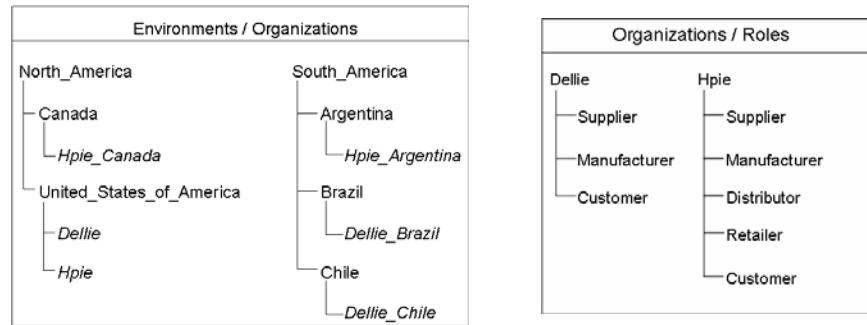 Environments / Organizations
North_America
Canada
Hpie_Canada
United_States_of_America
Dellie
Hpie
South_America
Argentina
Hpie_Argentina
Brazil
Dellie_Brazil
Chile
Dellie_Chile
Organizations / Roles
Dellie
Supplier
Manufacturer
Customer
Hpie
Supplier
Manufacturer
Distributor
Retailer
Customer